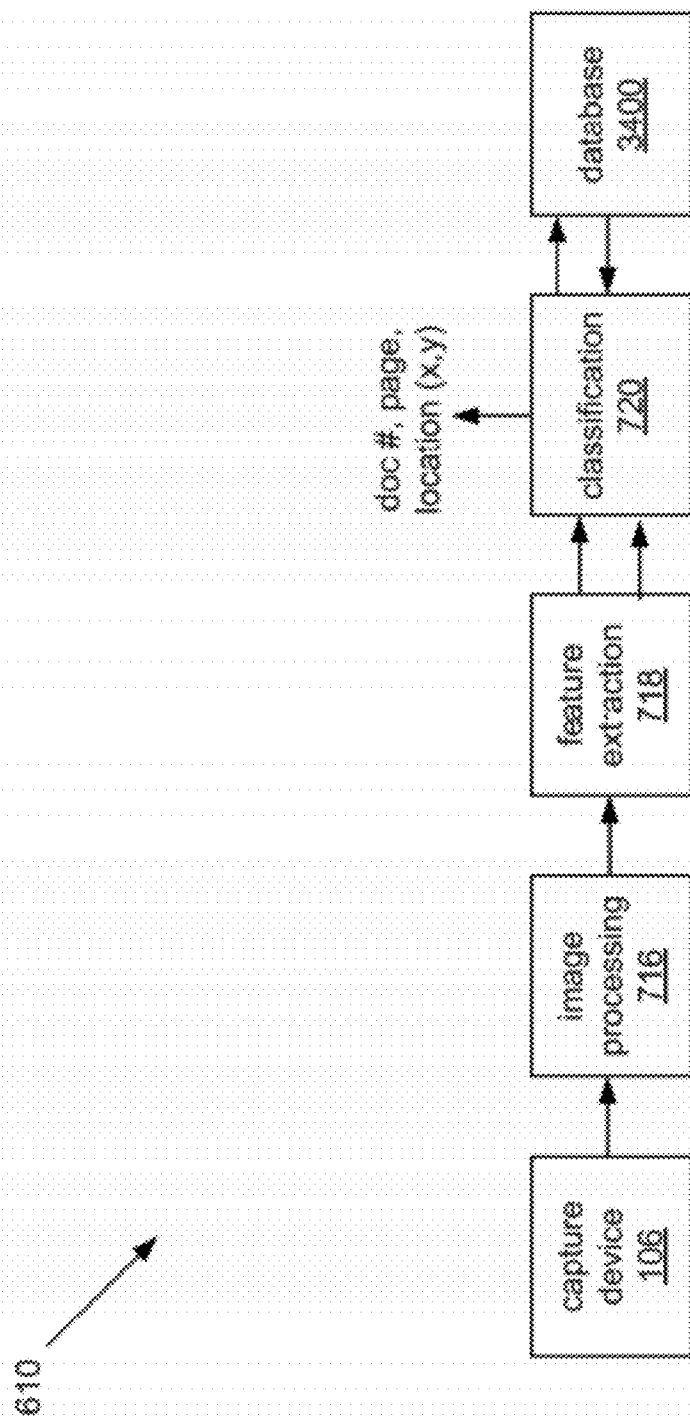 610
capture
device
106
image
processing
716
feature
extraction
718
doc #, page,
location (x,y)
classification
720
database
3400